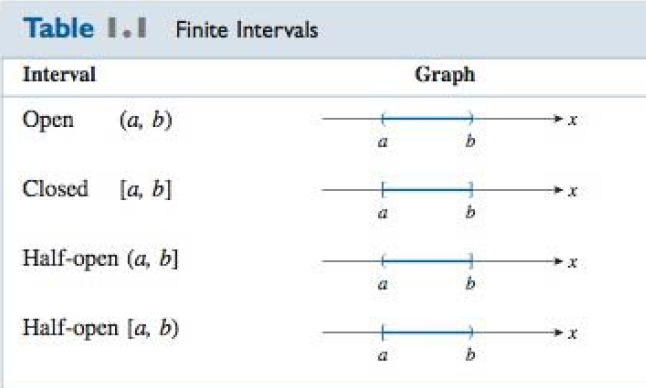 Table 1.1 Finite Intervals
Interval Graph
Open (a, b) x
a b
Closed [a, b] x
a b
Half-open (a, b] x
a b
Half-open [a, b) x
a b